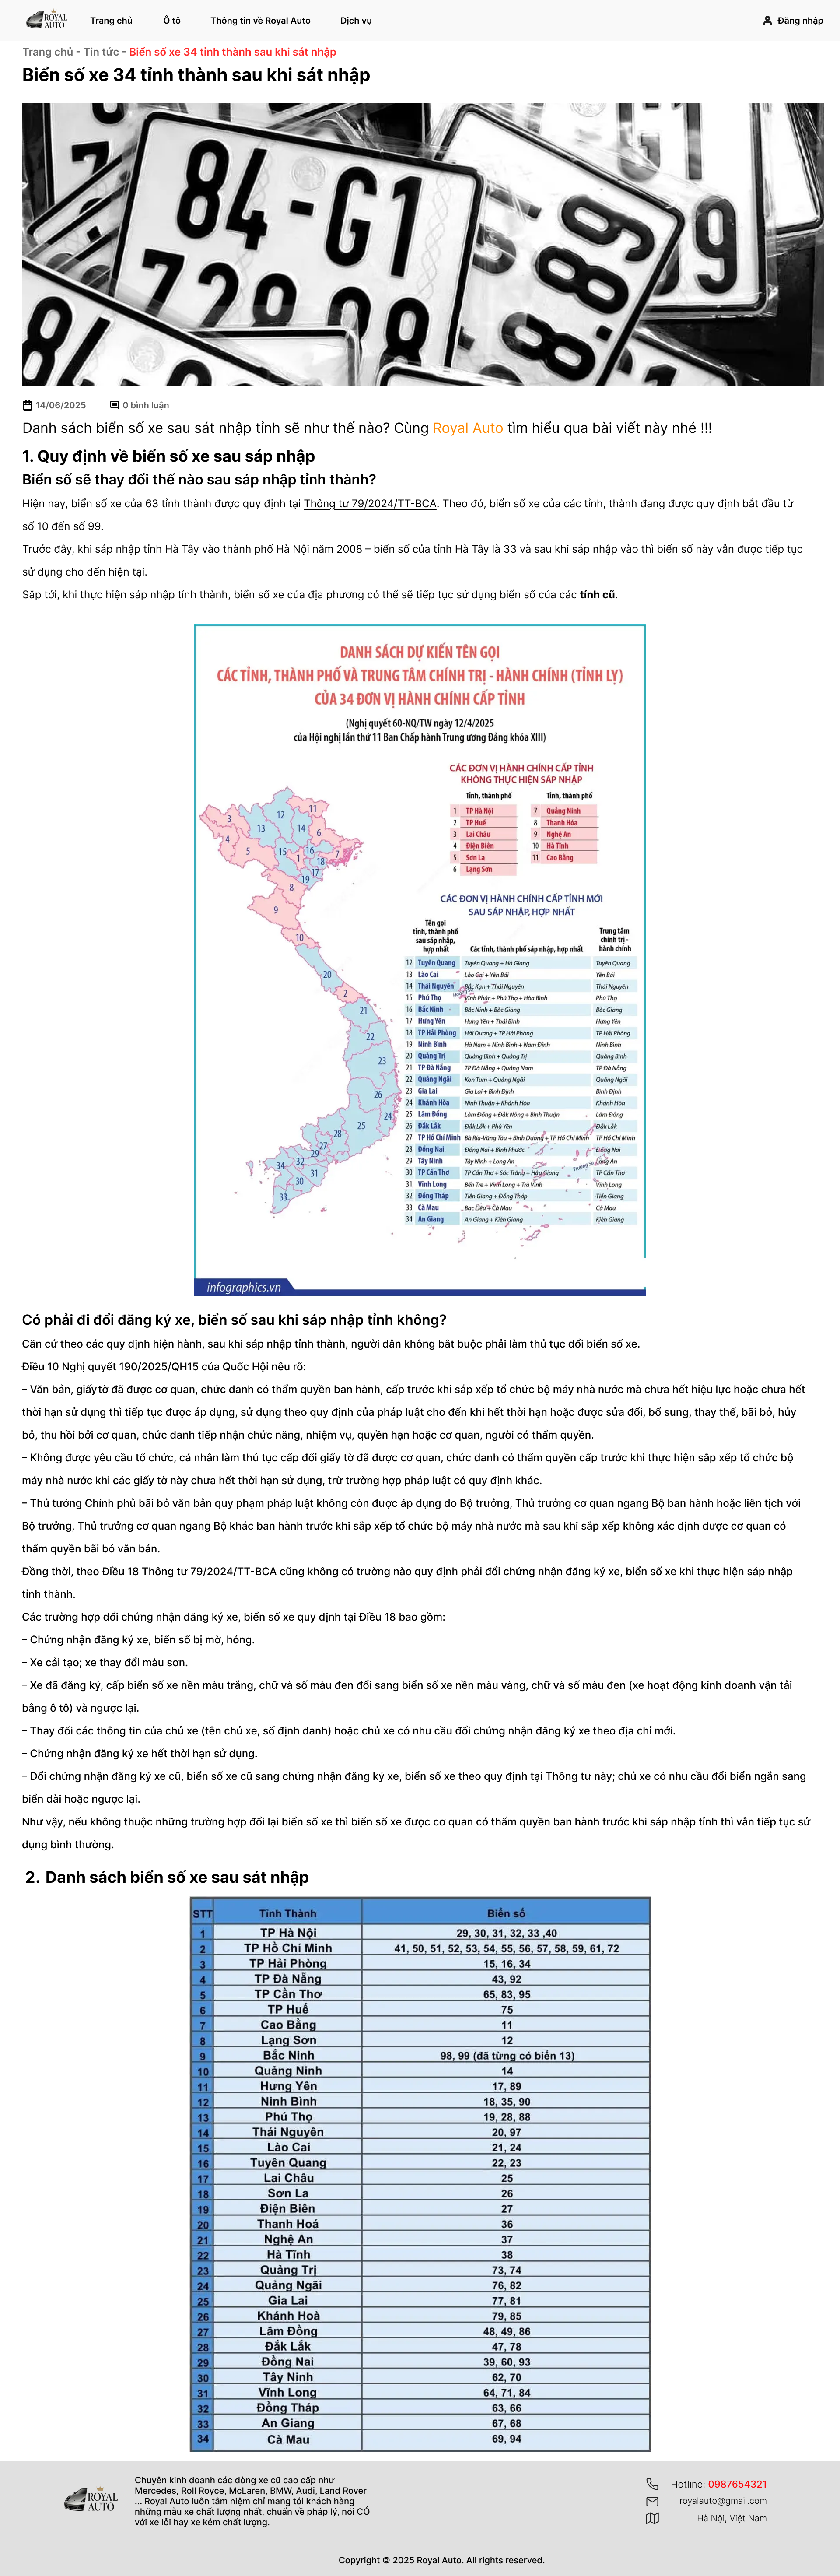 ROYAL
AUTO
Trang chủ Ô tô Thông tin về Royal Auto Dịch vụ Đăng nhập
Trang chủ - Tin tức - Biển số xe 34 tỉnh thành sau khi sát nhập
Biển số xe 34 tỉnh thành sau khi sát nhập
84-G1
14/06/2025 0 bình luận
Danh sách biển số xe sau sát nhập tỉnh sẽ như thế nào? Cùng Royal Auto tìm hiểu qua bài viết này nhé !!!
1. Quy định về biển số xe sau sáp nhập
Biển số sẽ thay đổi thế nào sau sáp nhập tỉnh thành?
Hiện nay, biển số xe của 63 tỉnh thành được quy định tại Thông tư 79/2024/TT-BCA. Theo đó, biển số xe của các tỉnh, thành đang được quy định bắt đầu từ
số 10 đến số 99.
Trước đây, khi sáp nhập tỉnh Hà Tây vào thành phố Hà Nội năm 2008 – biển số của tỉnh Hà Tây là 33 và sau khi sáp nhập vào thì biển số này vẫn được tiếp tục
sử dụng cho đến hiện tại.
Sắp tới, khi thực hiện sáp nhập tỉnh thành, biển số xe của địa phương có thể sẽ tiếp tục sử dụng biển số của các tỉnh cũ.
DANH SÁCH DỰ KIẾN TÊN GỌI
CÁC TỈNH, THÀNH PHỐ VÀ TRUNG TÂM CHÍNH TRỊ - HÀNH CHÍNH (TỈNH LỴ)
CỦA 34 ĐƠN VỊ HÀNH CHÍNH CẤP TỈNH
(Nghị quyết 60-NQ/TW ngày 12/4/2025
của Hội nghị lần thứ 11 Ban Chấp hành Trung ương Đảng khóa XIII)
CÁC ĐƠN VỊ HÀNH CHÍNH CẤP TỈNH
KHÔNG THỰC HIỆN SÁP NHẬP
Tỉnh, thành phố Tỉnh, thành phố
1 TP Hà Nội 7 Quảng Ninh
2 TP Huế 8 Thanh Hóa
3 Lai Châu 9 Nghệ An
4 Điện Biên 10 Hà Tĩnh
5 Sơn La 11 Cao Bằng
6 Lạng Sơn
CÁC ĐƠN VỊ HÀNH CHÍNH CẤP TỈNH MỚI
SAU SÁP NHẬP, HỢP NHẤT
Tên gọi
tỉnh, thành phố
sau sáp nhập,
hợp nhất
Các tỉnh, thành phố sáp nhập, hợp nhất
Trung tâm
chính trị -
hành chính
12 Tuyên Quang Tuyên Quang + Hà Giang Tuyên Quang
13 Lào Cai Lào Cai + Yên Bái Yên Bái
14 Thái Nguyên Bắc Kạn + Thái Nguyên Thái Nguyên
15 Phú Thọ Vĩnh Phúc + Phú Thọ + Hòa Bình Phú Thọ
16 Bắc Ninh Bắc Ninh + Bắc Giang Bắc Giang
17 Hưng Yên Hưng Yên + Thái Bình Hưng Yên
18 TP Hải Phòng Hải Dương + TP Hải Phòng TP Hải Phòng
19 Ninh Bình Hà Nam + Ninh Bình + Nam Định Ninh Bình
20 Quảng Trị Quảng Bình + Quảng Trị Quảng Bình
21 TP Đà Nẵng TP Đà Nẵng + Quảng Nam TP Đà Nẵng
22 Quảng Ngãi Kon Tum + Quảng Ngãi Quảng Ngãi
23 Gia Lai Gia Lai + Bình Định Bình Định
24 Khánh Hòa Ninh Thuận + Khánh Hòa Khánh Hòa
25 Lâm Đồng Lâm Đồng + Đắk Nông + Bình Thuận Lâm Đồng
26 Đắk Lắk Đắk Lắk + Phú Yên Đắk Lắk
27 TP Hồ Chí Minh Bà Rịa-Vũng Tàu + Bình Dương + TP Hồ Chí Minh TP Hồ Chí Minh
28 Đồng Nai Đồng Nai + Bình Phước Đồng Nai
29 Tây Ninh Tây Ninh + Long An Long An
30 TP Cần Thơ TP Cần Thơ + Sóc Trăng + Hậu Giang TP Cần Thơ
31 Vĩnh Long Bến Tre + Vĩnh Long + Trà Vinh Vĩnh Long
32 Đồng Tháp Tiền Giang + Đồng Tháp Tiền Giang
33 Cà Mau Bạc Liêu + Cà Mau Cà Mau
34 An Giang An Giang + Kiên Giang Kiên Giang
infographics.vn
Có phải đi đổi đăng ký xe, biển số sau khi sáp nhập tỉnh không?
Căn cứ theo các quy định hiện hành, sau khi sáp nhập tỉnh thành, người dân không bắt buộc phải làm thủ tục đổi biển số xe.
Điều 10 Nghị quyết 190/2025/QH15 của Quốc Hội nêu rõ:
– Văn bản, giấy tờ đã được cơ quan, chức danh có thẩm quyền ban hành, cấp trước khi sắp xếp tổ chức bộ máy nhà nước mà chưa hết hiệu lực hoặc chưa hết
thời hạn sử dụng thì tiếp tục được áp dụng, sử dụng theo quy định của pháp luật cho đến khi hết thời hạn hoặc được sửa đổi, bổ sung, thay thế, bãi bỏ, hủy
bỏ, thu hồi bởi cơ quan, chức danh tiếp nhận chức năng, nhiệm vụ, quyền hạn hoặc cơ quan, người có thẩm quyền.
– Không được yêu cầu tổ chức, cá nhân làm thủ tục cấp đổi giấy tờ đã được cơ quan, chức danh có thẩm quyền cấp trước khi thực hiện sắp xếp tổ chức bộ
máy nhà nước khi các giấy tờ này chưa hết thời hạn sử dụng, trừ trường hợp pháp luật có quy định khác.
– Thủ tướng Chính phủ bãi bỏ văn bản quy phạm pháp luật không còn được áp dụng do Bộ trưởng, Thủ trưởng cơ quan ngang Bộ ban hành hoặc liên tịch với
Bộ trưởng, Thủ trưởng cơ quan ngang Bộ khác ban hành trước khi sắp xếp tổ chức bộ máy nhà nước mà sau khi sắp xếp không xác định được cơ quan có
thẩm quyền bãi bỏ văn bản.
Đồng thời, theo Điều 18 Thông tư 79/2024/TT-BCA cũng không có trường nào quy định phải đổi chứng nhận đăng ký xe, biển số xe khi thực hiện sáp nhập
tỉnh thành.
Các trường hợp đổi chứng nhận đăng ký xe, biển số xe quy định tại Điều 18 bao gồm:
– Chứng nhận đăng ký xe, biển số bị mờ, hỏng.
– Xe cải tạo; xe thay đổi màu sơn.
– Xe đã đăng ký, cấp biển số xe nền màu trắng, chữ và số màu đen đổi sang biển số xe nền màu vàng, chữ và số màu đen (xe hoạt động kinh doanh vận tải
bằng ô tô) và ngược lại.
– Thay đổi các thông tin của chủ xe (tên chủ xe, số định danh) hoặc chủ xe có nhu cầu đổi chứng nhận đăng ký xe theo địa chỉ mới.
– Chứng nhận đăng ký xe hết thời hạn sử dụng.
– Đổi chứng nhận đăng ký xe cũ, biển số xe cũ sang chứng nhận đăng ký xe, biển số xe theo quy định tại Thông tư này; chủ xe có nhu cầu đổi biển ngắn sang
biển dài hoặc ngược lại.
Như vậy, nếu không thuộc những trường hợp đổi lại biển số xe thì biển số xe được cơ quan có thẩm quyền ban hành trước khi sáp nhập tỉnh thì vẫn tiếp tục sử
dụng bình thường.
2. Danh sách biển số xe sau sát nhập
STT Tỉnh Thành Biển số
1 TP Hà Nội 29, 30, 31, 32, 33 ,40
2 TP Hồ Chí Minh 41, 50, 51, 52, 53, 54, 55, 56, 57, 58, 59, 61, 72
3 TP Hải Phòng 15, 16, 34
4 TP Đà Nẵng 43, 92
5 TP Cần Thơ 65, 83, 95
6 TP Huế 75
7 Cao Bằng 11
8 Lạng Sơn 12
9 Bắc Ninh 98, 99 (đã từng có biển 13)
10 Quảng Ninh 14
11 Hưng Yên 17, 89
12 Ninh Bình 18, 35, 90
13 Phú Thọ 19, 28, 88
14 Thái Nguyên 20, 97
15 Lào Cai 21, 24
16 Tuyên Quang 22, 23
17 Lai Châu 25
18 Sơn La 26
19 Điện Biên 27
20 Thanh Hoá 36
21 Nghệ An 37
22 Hà Tĩnh 38
23 Quảng Trị 73, 74
24 Quảng Ngãi 76, 82
25 Gia Lai 77, 81
26 Khánh Hoà 79, 85
27 Lâm Đồng 48, 49, 86
28 Đắk Lắk 47, 78
29 Đồng Nai 39, 60, 93
30 Tây Ninh 62, 70
31 Vĩnh Long 64, 71, 84
32 Đồng Tháp 63, 66
33 An Giang 67, 68
34 Cà Mau 69, 94
ROYAL
AUTO
Chuyên kinh doanh các dòng xe cũ cao cấp như
Mercedes, Roll Royce, McLaren, BMW, Audi, Land Rover
... Royal Auto luôn tâm niệm chỉ mang tới khách hàng
những mẫu xe chất lượng nhất, chuẩn về pháp lý, nói CÓ
với xe lỗi hay xe kém chất lượng.
Hotline: 0987654321
royalauto@gmail.com
Hà Nội, Việt Nam
Copyright © 2025 Royal Auto. All rights reserved.